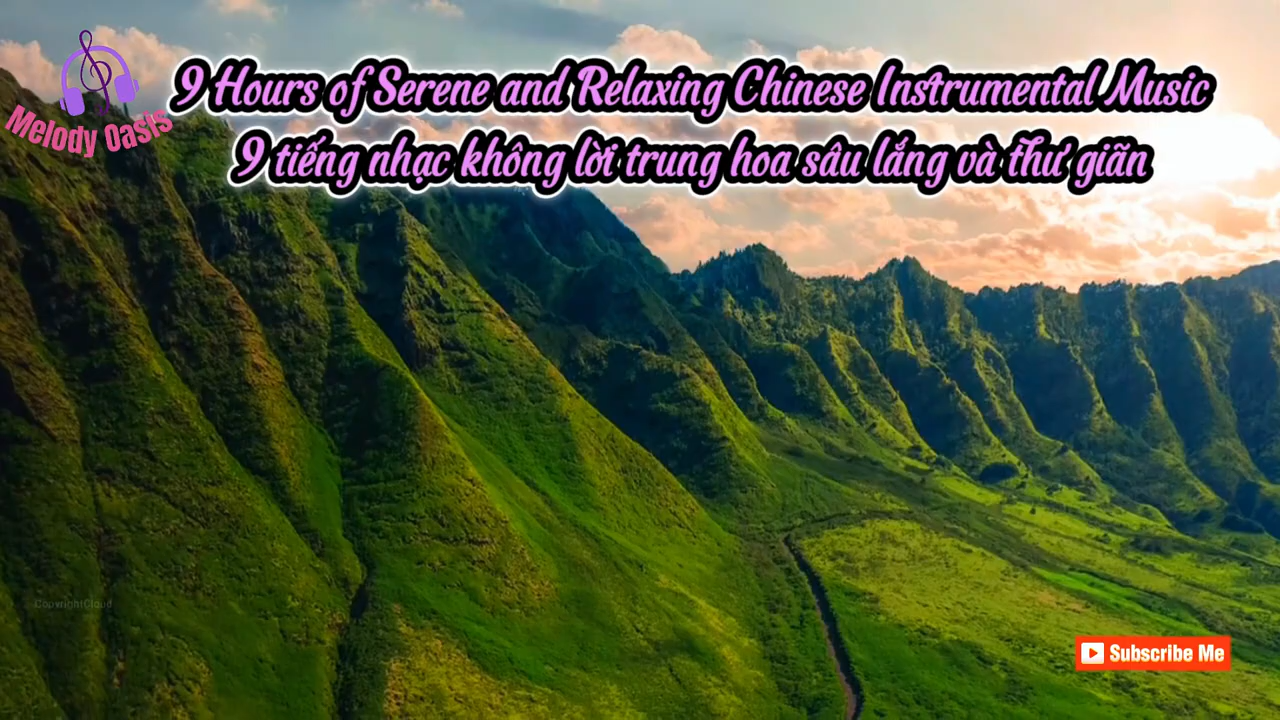 9 Hours of Serene and Relaxing Chinese Instrumental Music
9 tiếng nhạc không lời trung hoa sâu lắng và thư giãn
Melody Oasis
CopyrightCloud
Subscribe Me